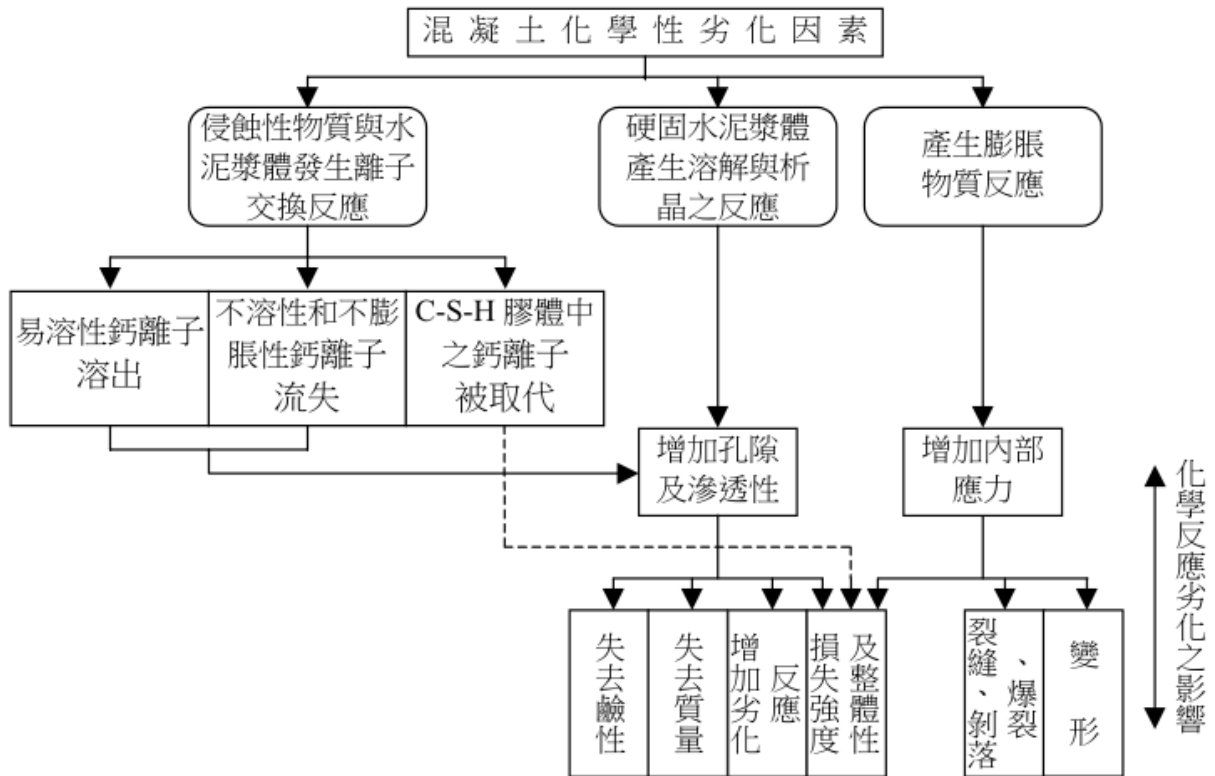 混凝土化學性劣化因素
侵蝕性物質與水
泥漿體發生離子
交換反應
硬固水泥漿體
產生溶解與析
晶之反應
產生膨脹
物質反應
易溶性鈣離子
溶出
不溶性和不膨
脹性鈣離子
流失
C-S-H 膠體中
之鈣離子
被取代
增加孔隙
及滲透性
增加內部
應力
失去鹼性
失去質量
增加劣化
反應
損失強度
及整體性
裂縫、剝落
、爆裂
變形
化學反應劣化之影響